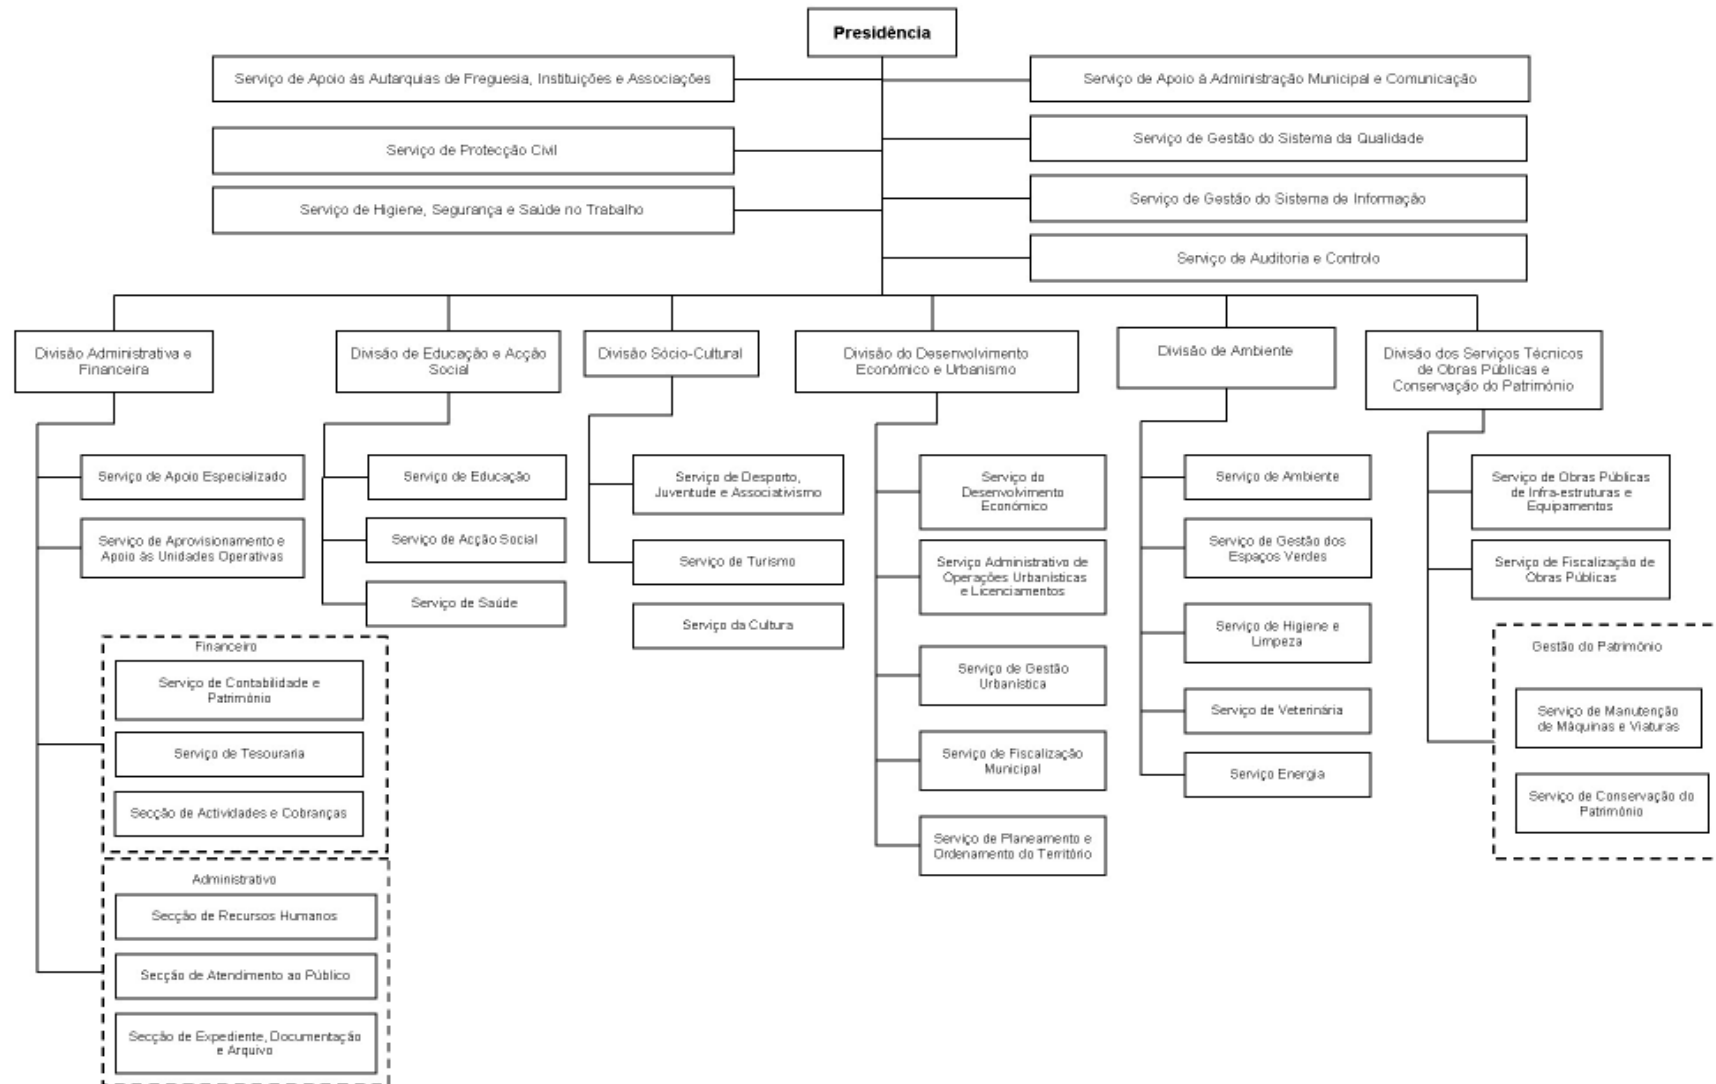 Presidência
Serviço de Apoio ás Autarquias de Freguesia, Instituições e Associações
Serviço de Apoio á Administração Municipal e Comunicação
Serviço de Protecção Civil
Serviço de Gestão do Sistema da Qualidade
Serviço de Higiene, Segurança e Saúde no Trabalho
Serviço de Gestão do Sistema de Informação
Serviço de Auditoria e Controlo
Divisão Administrativa e
Financeira
Divisão de Educação e Acção
Social
Divisão Sócio-Cultural
Divisão do Desenvolvimento
Económico e Urbanismo
Divisão de Ambiente
Divisão dos Serviços Técnicos
de Obras Públicas e
Conservação do Património
Serviço de Apoio Especializado
Serviço de Aprovisionamento e
Apoio às Unidades Operativas
Financeiro
Serviço de Contabilidade e
Património
Serviço de Tesouraria
Secção de Actividades e Cobranças
Administrativo
Secção de Recursos Humanos
Secção de Atendimento ao Público
Secção de Expediente, Documentação
e Arquivo
Serviço de Educação
Serviço de Acção Social
Serviço de Saúde
Serviço de Desporto,
Juventude e Associativismo
Serviço de Turismo
Serviço da Cultura
Serviço do
Desenvolvimento
Económico
Serviço Administrativo de
Operações Urbanísticas
e Licenciamentos
Serviço de Gestão
Urbanística
Serviço de Fiscalização
Municipal
Serviço de Planeamento e
Ordenamento do Território
Serviço de Ambiente
Serviço de Gestão dos
Espaços Verdes
Serviço de Higiene e
Limpeza
Serviço de Veterinária
Serviço Energia
Serviço de Obras Públicas
de Infra-estruturas e
Equipamentos
Serviço de Fiscalização de
Obras Públicas
Gestão do Património
Serviço de Manutenção
de Máquinas e Viaturas
Serviço de Conservação do
Património